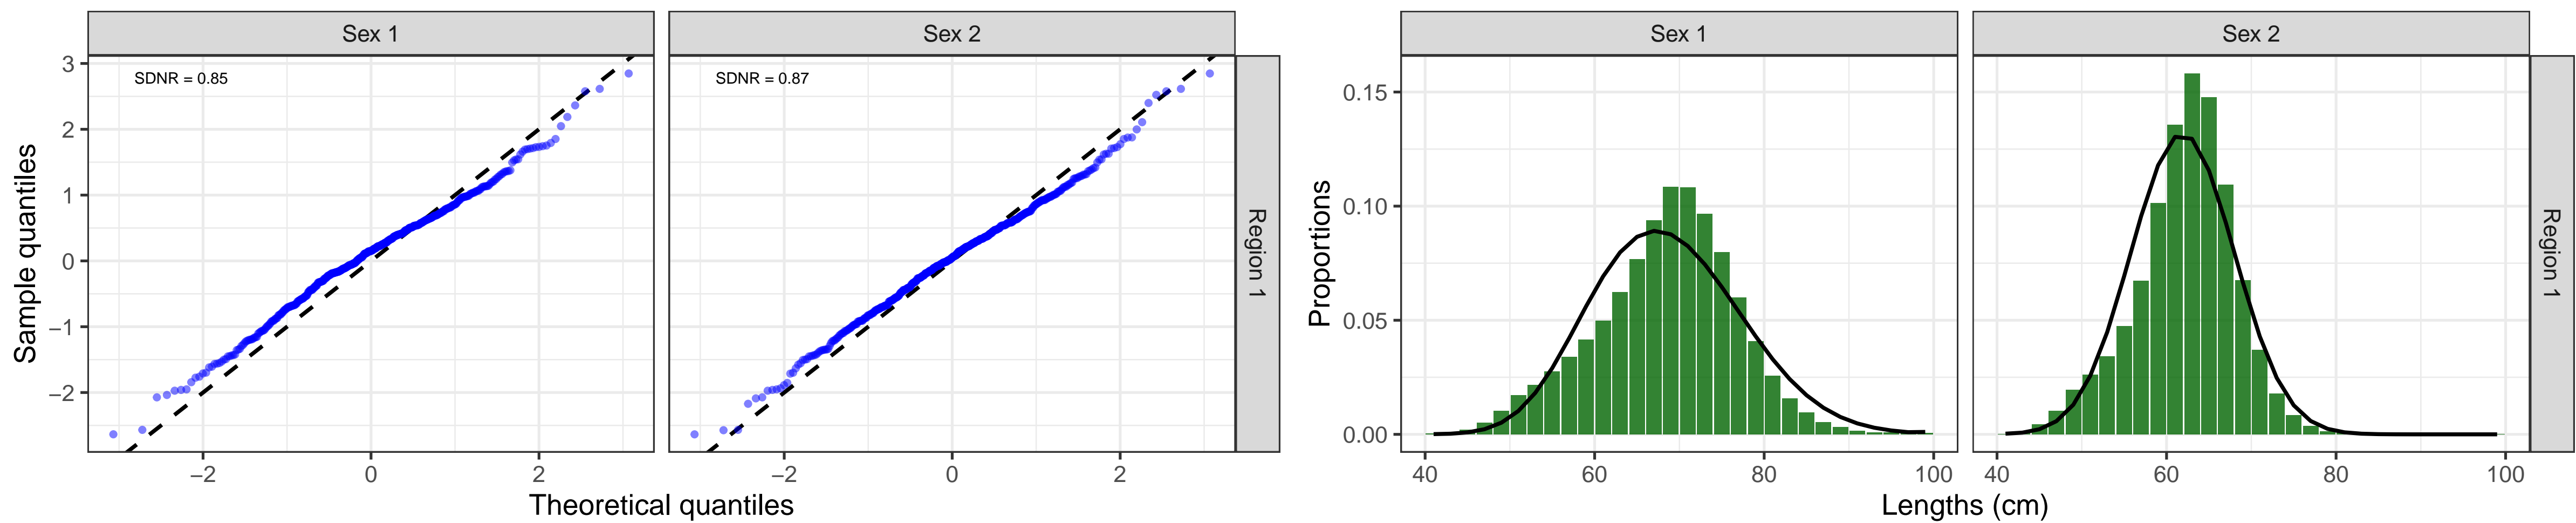 Sex 1
Sex 2
SDNR = 0.85
SDNR = 0.87
Region 1
Sample quantiles
3
2
1
0
−1
−2
−2
0
2
−2
0
2
Theoretical quantiles
Sex 1
Sex 2
Region 1
Proportions
0.15
0.10
0.05
0.00
40
60
80
100
40
60
80
100
Lengths (cm)